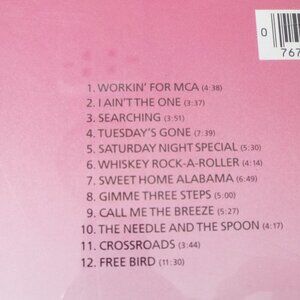 0
767
1. WORKIN' FOR MCA (4:38)
2. I AIN'T THE ONE (3:37)
3. SEARCHING (3:51)
4. TUESDAY'S GONE (7:39)
5. SATURDAY NIGHT SPECIAL (5:30)
6. WHISKEY ROCK-A-ROLLER (4:14)
7. SWEET HOME ALABAMA (6:49)
8. GIMME THREE STEPS (5:00)
9. CALL ME THE BREEZE (5:27)
10. THE NEEDLE AND THE SPOON (4:17)
11. CROSSROADS (3:44)
12. FREE BIRD (11:30)